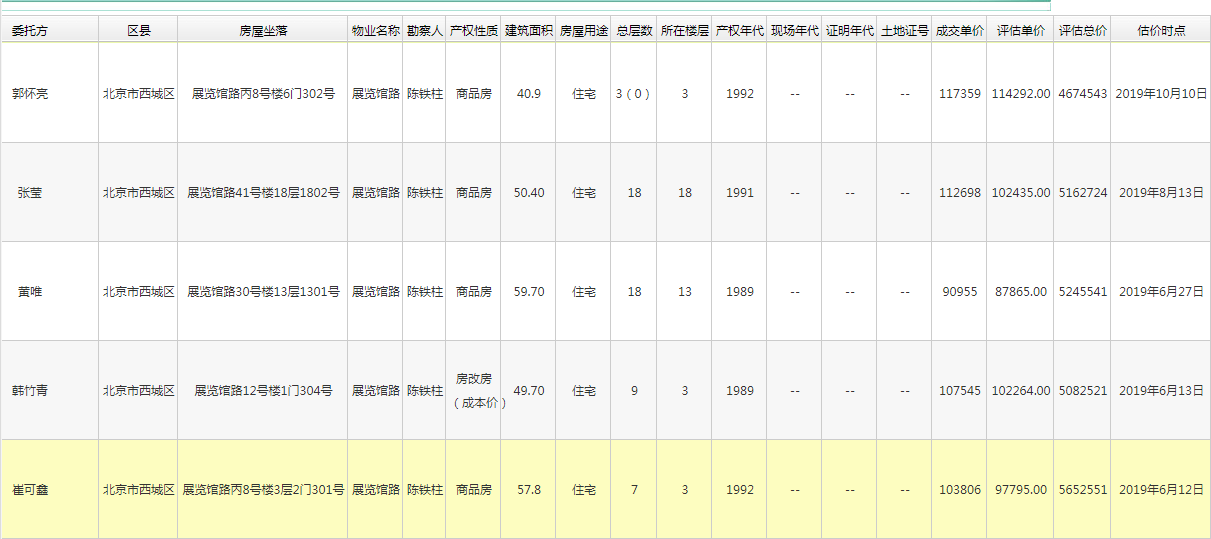 委托方 区县 房屋坐落 物业名称 勘察人 产权性质 建筑面积 房屋用途 总层数 所在楼层 产权年代 现场年代 证明年代 土地证号 成交单价 评估单价 评估总价 估价时点
郭怀亮 北京市西城区 展览馆路丙8号楼6门302号 展览馆路 陈铁柱 商品房 40.9 住宅 3（0） 3 1992 -- -- -- 117359 114292.00 4674543 2019年10月10日
张莹 北京市西城区 展览馆路41号楼18层1802号 展览馆路 陈铁柱 商品房 50.40 住宅 18 18 1991 -- -- -- 112698 102435.00 5162724 2019年8月13日
黄唯 北京市西城区 展览馆路30号楼13层1301号 展览馆路 陈铁柱 商品房 59.70 住宅 18 13 1989 -- -- -- 90955 87865.00 5245541 2019年6月27日
韩竹青 北京市西城区 展览馆路12号楼1门304号 展览馆路 陈铁柱 房改房（成本价） 49.70 住宅 9 3 1989 -- -- -- 107545 102264.00 5082521 2019年6月13日
崔可鑫 北京市西城区 展览馆路丙8号楼3层2门301号 展览馆路 陈铁柱 商品房 57.8 住宅 7 3 1992 -- -- -- 103806 97795.00 5652551 2019年6月12日